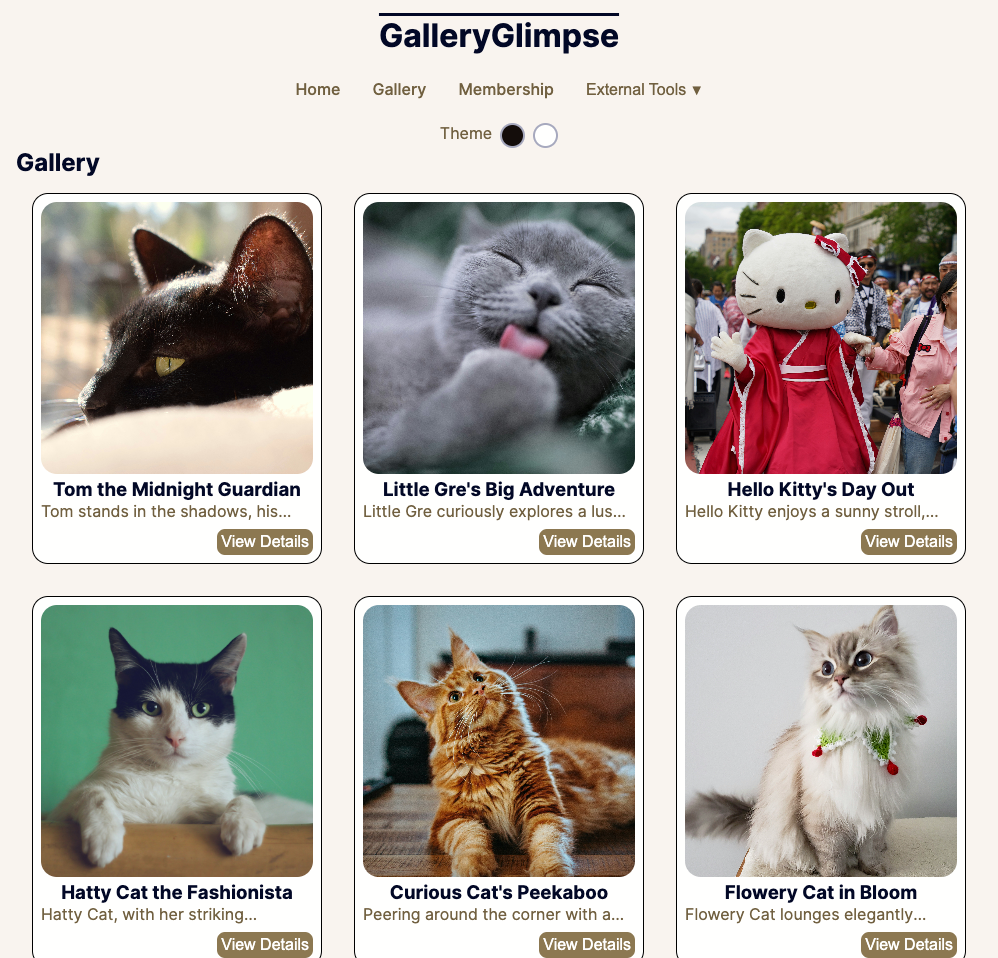 GalleryGlimpse
Home Gallery Membership External Tools ▼
Theme
Gallery
Tom the Midnight Guardian
Tom stands in the shadows, his...
View Details
Little Gre's Big Adventure
Little Gre curiously explores a lus...
View Details
Hello Kitty's Day Out
Hello Kitty enjoys a sunny stroll,...
View Details
Hatty Cat the Fashionista
Hatty Cat, with her striking...
View Details
Curious Cat's Peekaboo
Peering around the corner with a...
View Details
Flowery Cat in Bloom
Flowery Cat lounges elegantly...
View Details